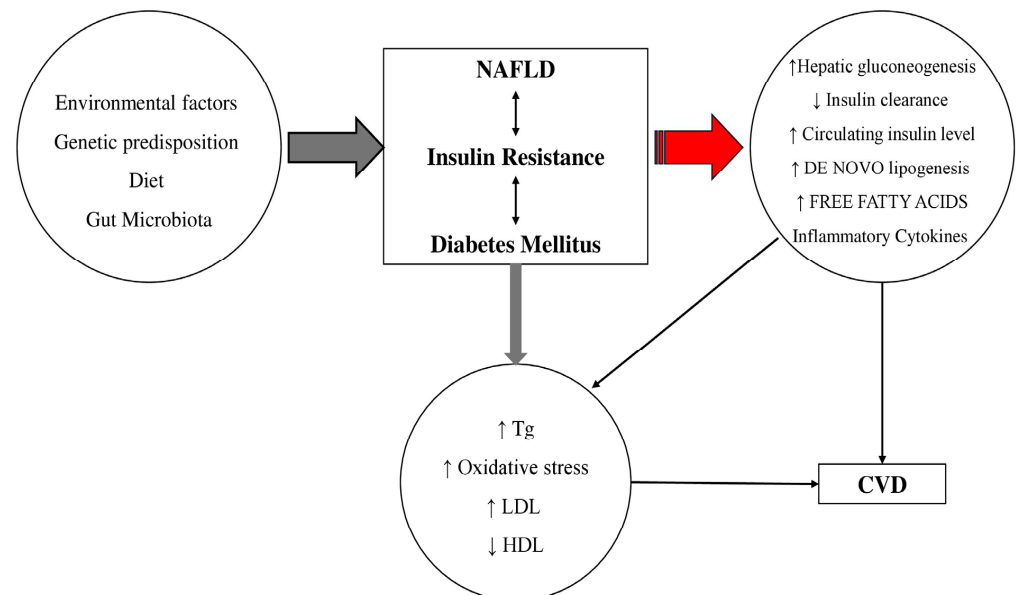 Environmental factors
Genetic predisposition
Diet
Gut Microbiota
NAFLD
Insulin Resistance
Diabetes Mellitus
↑Hepatic gluconeogenesis
↓ Insulin clearance
↑ Circulating insulin level
↑ DE NOVO lipogenesis
↑ FREE FATTY ACIDS
Inflammatory Cytokines
↑ Tg
↑ Oxidative stress
↑ LDL
↓ HDL
CVD